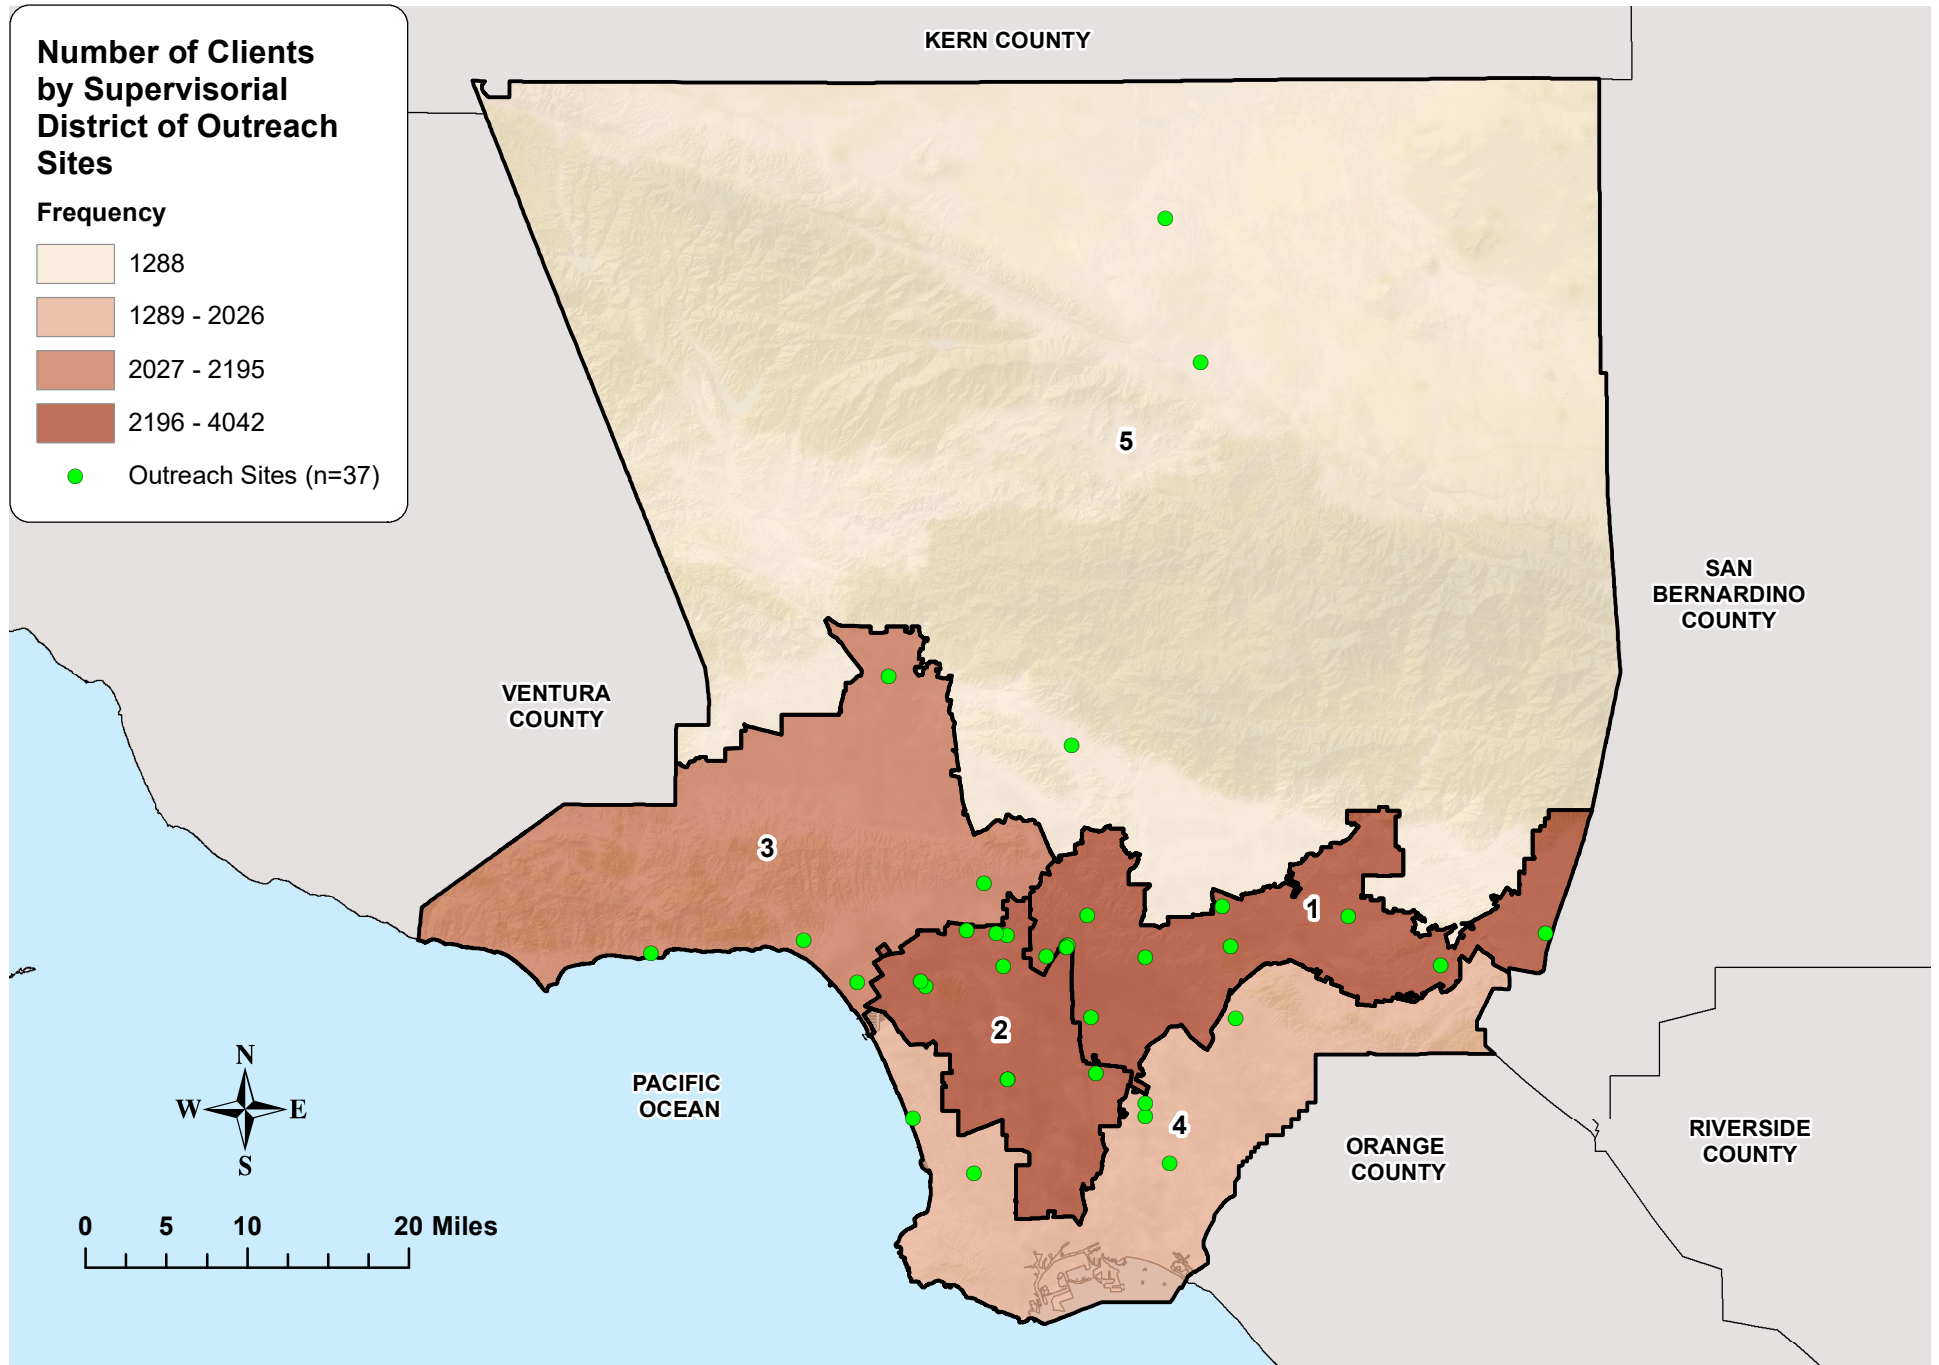 Number of Clients
by Supervisorial
District of Outreach
Sites
Frequency
1288
1289 - 2026
2027 - 2195
2196 - 4042
Outreach Sites (n=37)
KERN COUNTY
5
SAN
BERNARDINO
COUNTY
VENTURA
COUNTY
3
1
2
4
PACIFIC
OCEAN
ORANGE
COUNTY
RIVERSIDE
COUNTY
N
W E
S
0 5 10 20 Miles